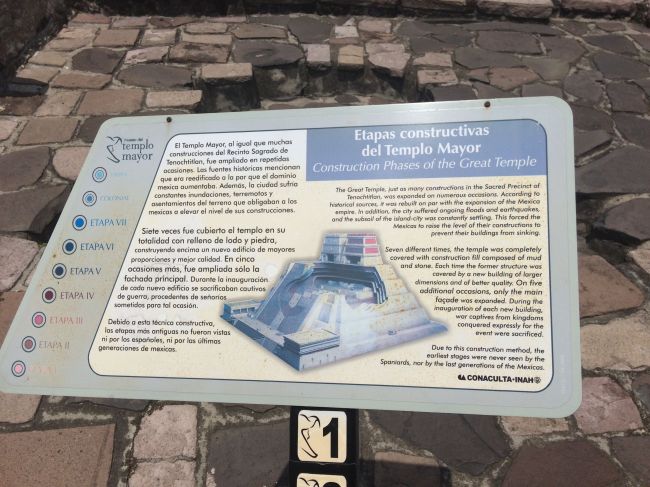 Museo del
templo
mayor
COLONIAL
ETAPA VII
ETAPA VI
ETAPA V
ETAPA IV
ETAPA III
ETAPA II
El Templo Mayor, al igual que muchas
construcciones del Recinto Sagrado de
Tenochtitlan, fue ampliado en repetidas
ocasiones. Las fuentes históricas mencionan
que era reedificado a la par que el dominio
mexica aumentaba. Además, la ciudad sufría
constantes inundaciones, terremotos y
asentamientos del terreno que obligaban a los
mexicas a elevar el nivel de sus construcciones.
Siete veces fue cubierto el templo en su
totalidad con relleno de lodo y piedra,
construyendo encima un nuevo edificio de mayores
proporciones y mejor calidad. En cinco
ocasiones más, fue ampliada sólo la
fachada principal. Durante la inauguración
de cada nuevo edificio se sacrificaban cautivos
de guerra, procedentes de señoríos
sometidos para tal ocasión.
Debido a esta técnica constructiva,
las etapas más antiguas no fueron vistas
ni por los españoles, ni por las últimas
generaciones de mexicas.
Etapas constructivas
del Templo Mayor
Construction Phases of the Great Temple
The Great Temple, just as many constructions in the Sacred Precinct of
Tenochtitlan, was expanded on numerous occasions. According to
historical sources, it was rebuilt on par with the expansion of the Mexica
empire. In addition, the city suffered ongoing floods and earthquakes,
and the subsoil of the island-city was constantly settling. This forced the
Mexicas to raise the level of their constructions to
prevent their buildings from sinking.
Seven different times, the temple was completely
covered with construction fill composed of mud
and stone. Each time the former structure was
covered by a new building of larger
dimensions and of better quality. On five
additional occasions, only the main
façade was expanded. During the
inauguration of each new building,
war captives from kingdoms
conquered expressly for the
event were sacrificed.
Due to this construction method, the
earliest stages were never seen by the
Spaniards, nor by the last generations of the Mexicas.
CONACULTA·INAH
1